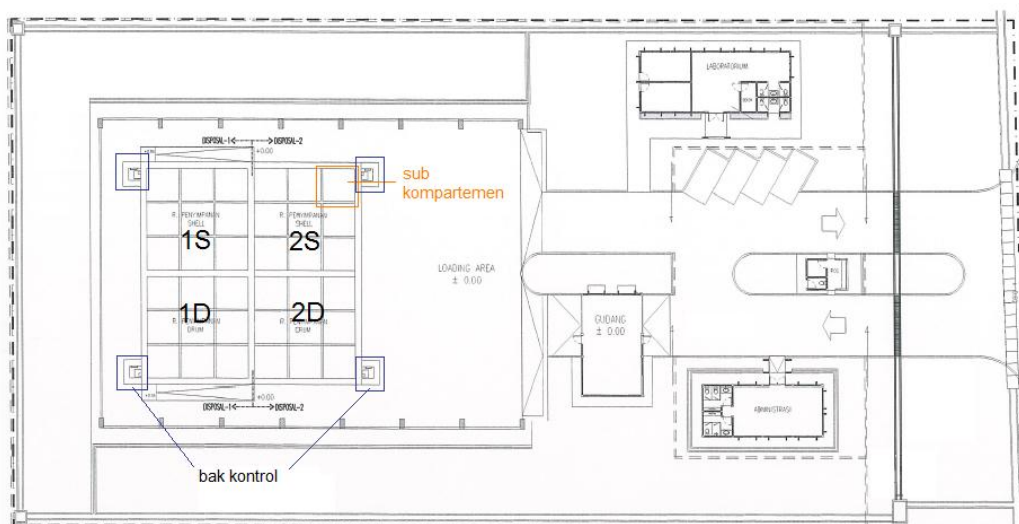 LABORATORIUM
DISPOSAL-1
DISPOSAL-2
+0.00
sub
kompartemen
R. PENYIMPANAN
SHELL
1S
R. PENYIMPANAN
SHELL
2S
LOADING AREA
± 0.00
POS
1D
R. PENYIMPANAN
DRUM
2D
R. PENYIMPANAN
DRUM
GUDANG
± 0.00
+0.00
DISPOSAL-1
DISPOSAL-2
ADMINISTRASI
bak kontrol